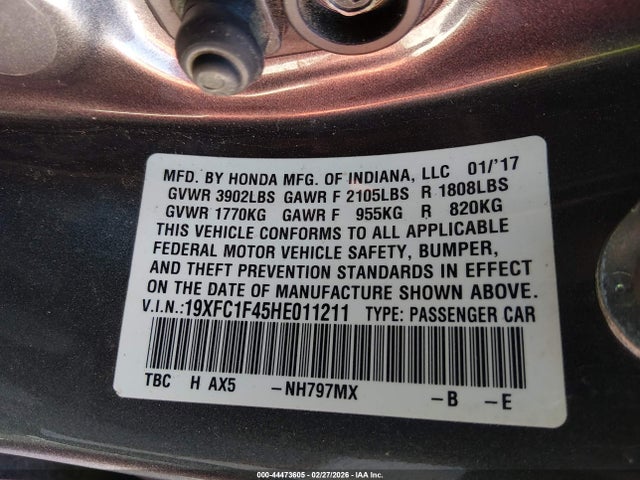 MFD. BY HONDA MFG. OF INDIANA, LLC 01/'17
GVWR 3902LBS GAWR F 2105LBS R 1808LBS
GVWR 1770KG GAWR F 955KG R 820KG
THIS VEHICLE CONFORMS TO ALL APPLICABLE
FEDERAL MOTOR VEHICLE SAFETY, BUMPER,
AND THEFT PREVENTION STANDARDS IN EFFECT
ON THE DATE OF MANUFACTURE SHOWN ABOVE.
V.I.N.:19XFC1F45HE011211 TYPE: PASSENGER CAR
TBC H AX5 -NH797MX -B -E
000-44473605 - 02/27/2026 - IAA Inc.